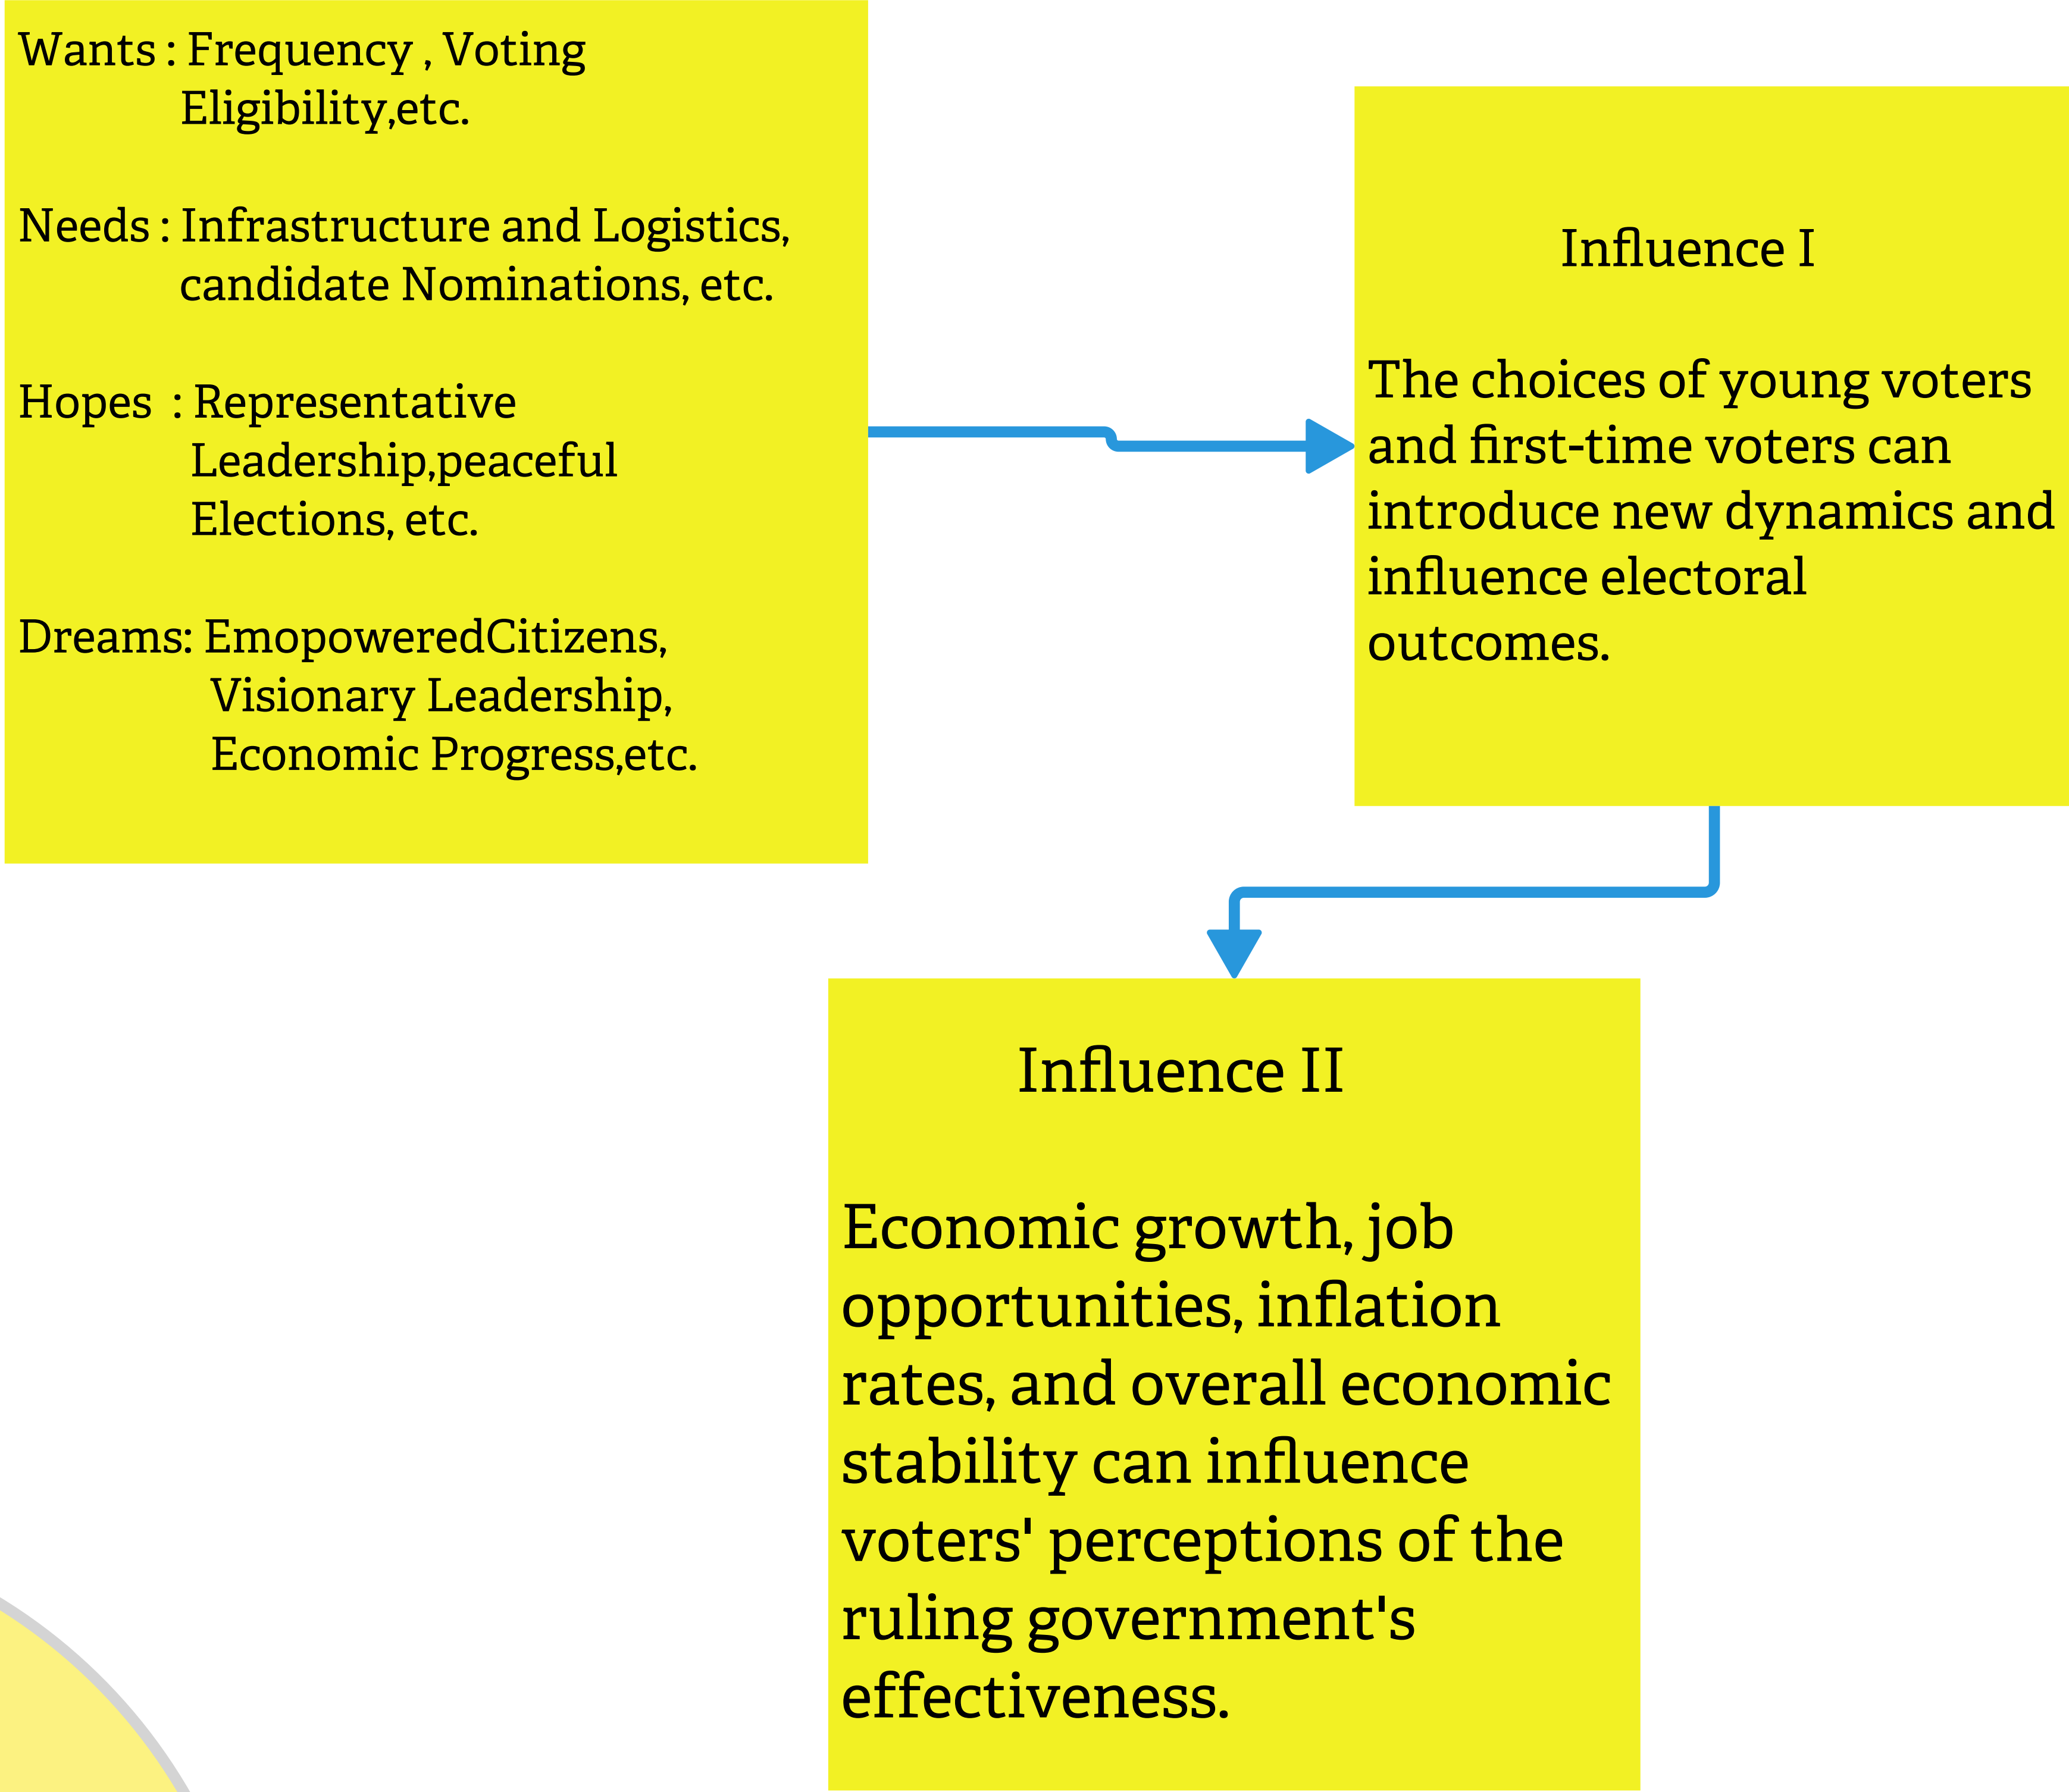 Wants : Frequency , Voting
Eligibility,etc.
Needs : Infrastructure and Logistics,
candidate Nominations, etc.
Hopes : Representative
Leadership,peaceful
Elections, etc.
Dreams: EmopoweredCitizens,
Visionary Leadership,
Economic Progress,etc.
Influence I
The choices of young voters
and first-time voters can
introduce new dynamics and
influence electoral
outcomes.
Influence II
Economic growth, job
opportunities, inflation
rates, and overall economic
stability can influence
voters' perceptions of the
ruling government's
effectiveness.